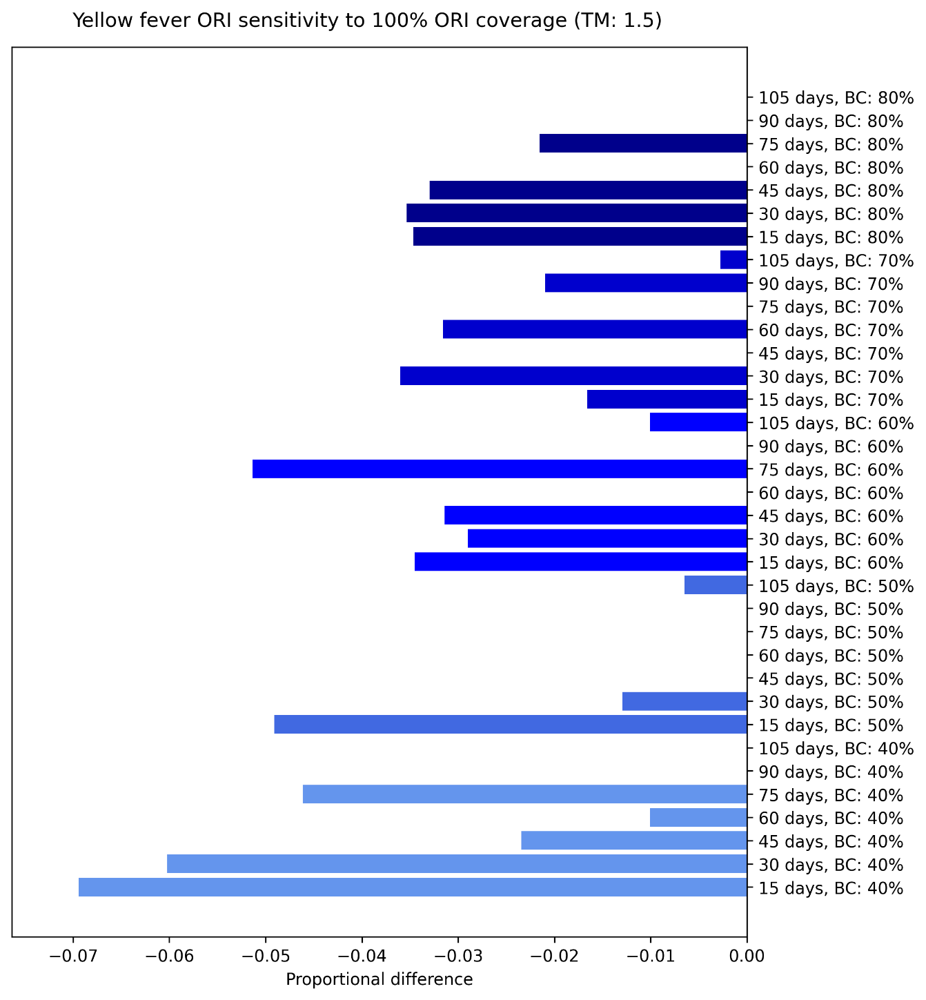 Yellow fever ORI sensitivity to 100% ORI coverage (TM: 1.5)
105 days, BC: 80%
90 days, BC: 80%
75 days, BC: 80%
60 days, BC: 80%
45 days, BC: 80%
30 days, BC: 80%
15 days, BC: 80%
105 days, BC: 70%
90 days, BC: 70%
75 days, BC: 70%
60 days, BC: 70%
45 days, BC: 70%
30 days, BC: 70%
15 days, BC: 70%
105 days, BC: 60%
90 days, BC: 60%
75 days, BC: 60%
60 days, BC: 60%
45 days, BC: 60%
30 days, BC: 60%
15 days, BC: 60%
105 days, BC: 50%
90 days, BC: 50%
75 days, BC: 50%
60 days, BC: 50%
45 days, BC: 50%
30 days, BC: 50%
15 days, BC: 50%
105 days, BC: 40%
90 days, BC: 40%
75 days, BC: 40%
60 days, BC: 40%
45 days, BC: 40%
30 days, BC: 40%
15 days, BC: 40%
−0.07 −0.06 −0.05 −0.04 −0.03 −0.02 −0.01 0.00
Proportional difference